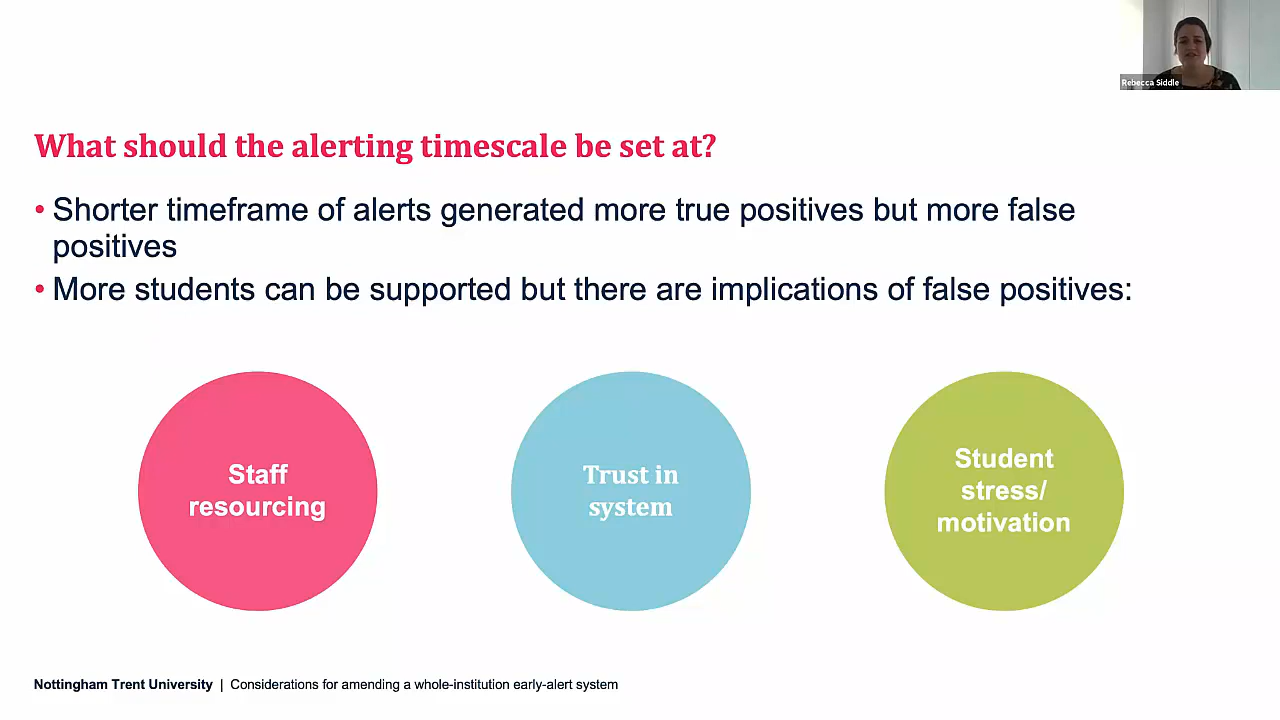 Rebecca Siddle
What should the alerting timescale be set at?
• Shorter timeframe of alerts generated more true positives but more false
positives
• More students can be supported but there are implications of false positives:
Staff
resourcing
Trust in
system
Student
stress/
motivation
Nottingham Trent University | Considerations for amending a whole-institution early-alert system